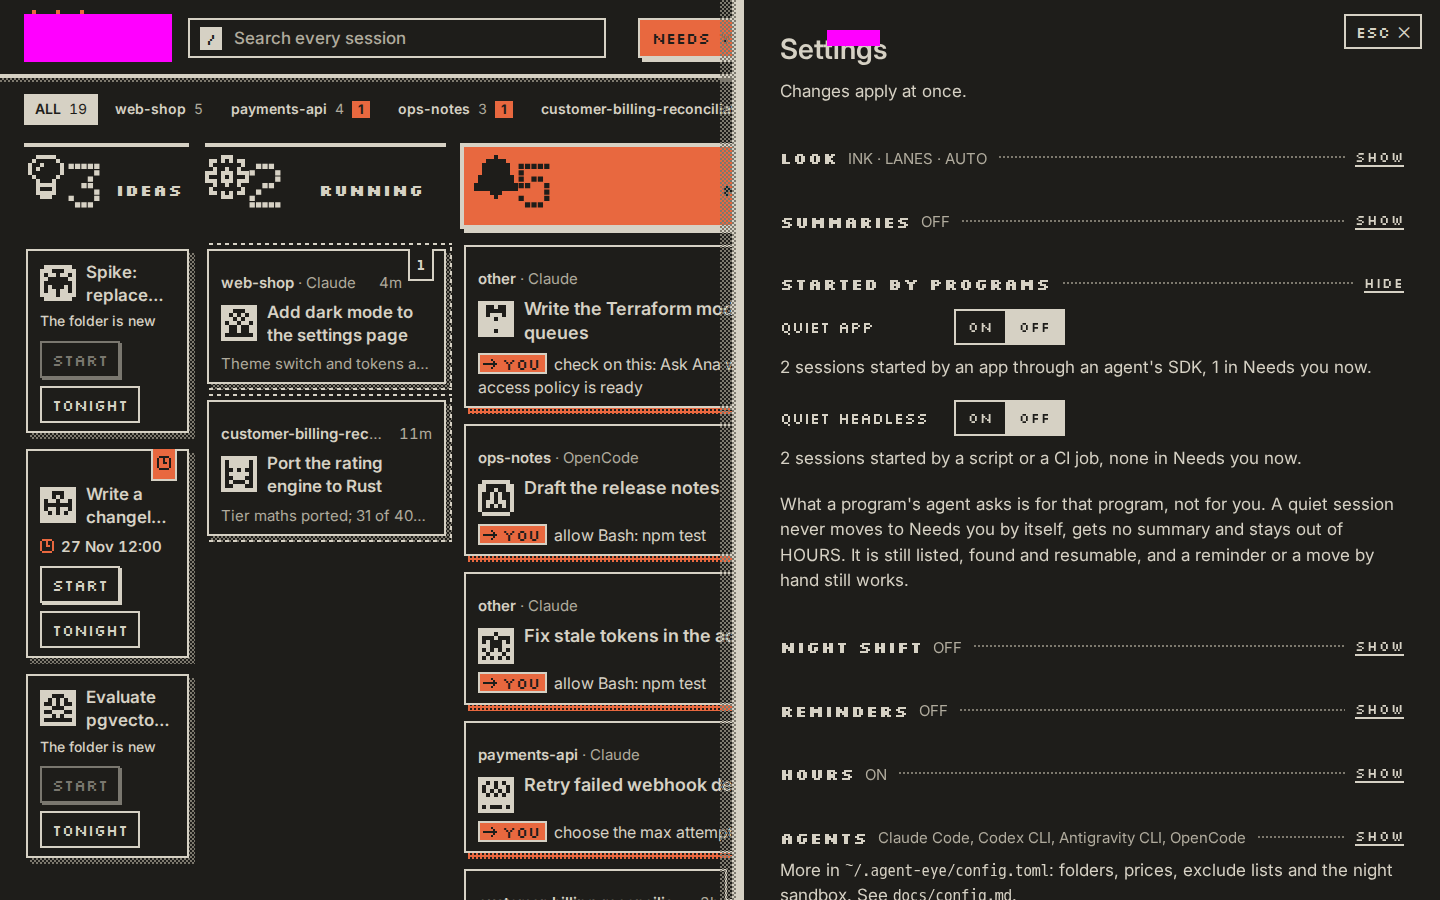 / Search every session
NEEDS
ALL 19 web-shop 5 payments-api 4 1 ops-notes 3 1
3 IDEAS
2 RUNNING
5
Spike:
replace...
The folder is new
START
TONIGHT
Write a
changel...
27 Nov 12:00
START
TONIGHT
Evaluate
pgvecto...
The folder is new
START
TONIGHT
1
web-shop · Claude 4m
Add dark mode to
the settings page
Theme switch and tokens a...
customer-billing-rec... 11m
Port the rating
engine to Rust
Tier maths ported; 31 of 40...
other · Claude
Write the Terraform
queues
→ YOU check on this: Ask Ana
access policy is ready
ops-notes · OpenCode
Draft the release notes
→ YOU allow Bash: npm test
other · Claude
Fix stale tokens in the
→ YOU allow Bash: npm test
payments-api · Claude
Retry failed webhook
→ YOU choose the max
Settings
ESC ×
Changes apply at once.
LOOK INK · LANES · AUTO SHOW
SUMMARIES OFF SHOW
STARTED BY PROGRAMS HIDE
QUIET APP ON OFF
2 sessions started by an app through an agent's SDK, 1 in Needs you now.
QUIET HEADLESS ON OFF
2 sessions started by a script or a CI job, none in Needs you now.
What a program's agent asks is for that program, not for you. A quiet session
never moves to Needs you by itself, gets no summary and stays out of
HOURS. It is still listed, found and resumable, and a reminder or a move by
hand still works.
NIGHT SHIFT OFF SHOW
REMINDERS OFF SHOW
HOURS ON SHOW
AGENTS Claude Code, Codex CLI, Antigravity CLI, OpenCode SHOW
More in ~/.agent-eye/config.toml: folders, prices, exclude lists and the night
sandbox. See docs/config.md.